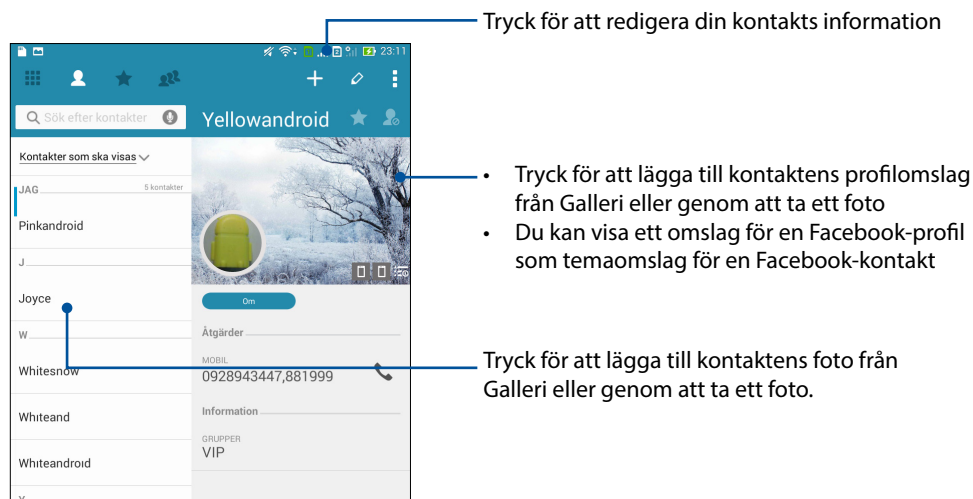 Tryck för att redigera din kontakts information
23:11
Sök efter kontakter
Yellowandroid
Kontakter som ska visas
JAG
5 kontakter
Pinkandroid
J
Joyce
W
Whitesnow
Whiteand
Whiteandroid
Om
Åtgärder
MOBIL
0928943447,881999
Information
GRUPPER
VIP
• Tryck för att lägga till kontaktens profilomslag
från Galleri eller genom att ta ett foto
• Du kan visa ett omslag för en Facebook-profil
som temaomslag för en Facebook-kontakt
Tryck för att lägga till kontaktens foto från
Galleri eller genom att ta ett foto.